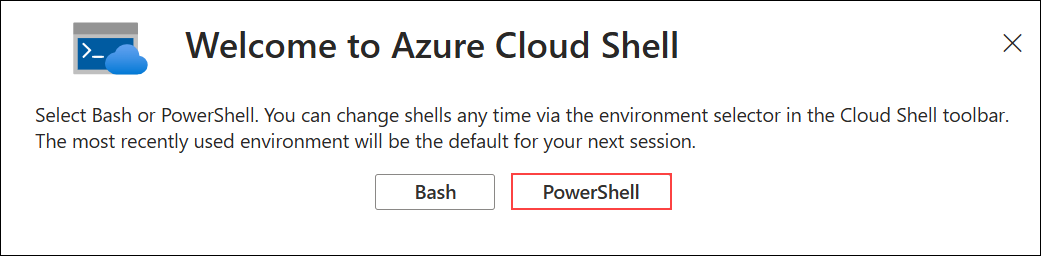 Welcome to Azure Cloud Shell
Select Bash or PowerShell. You can change shells any time via the environment selector in the Cloud Shell toolbar.
The most recently used environment will be the default for your next session.
Bash
PowerShell